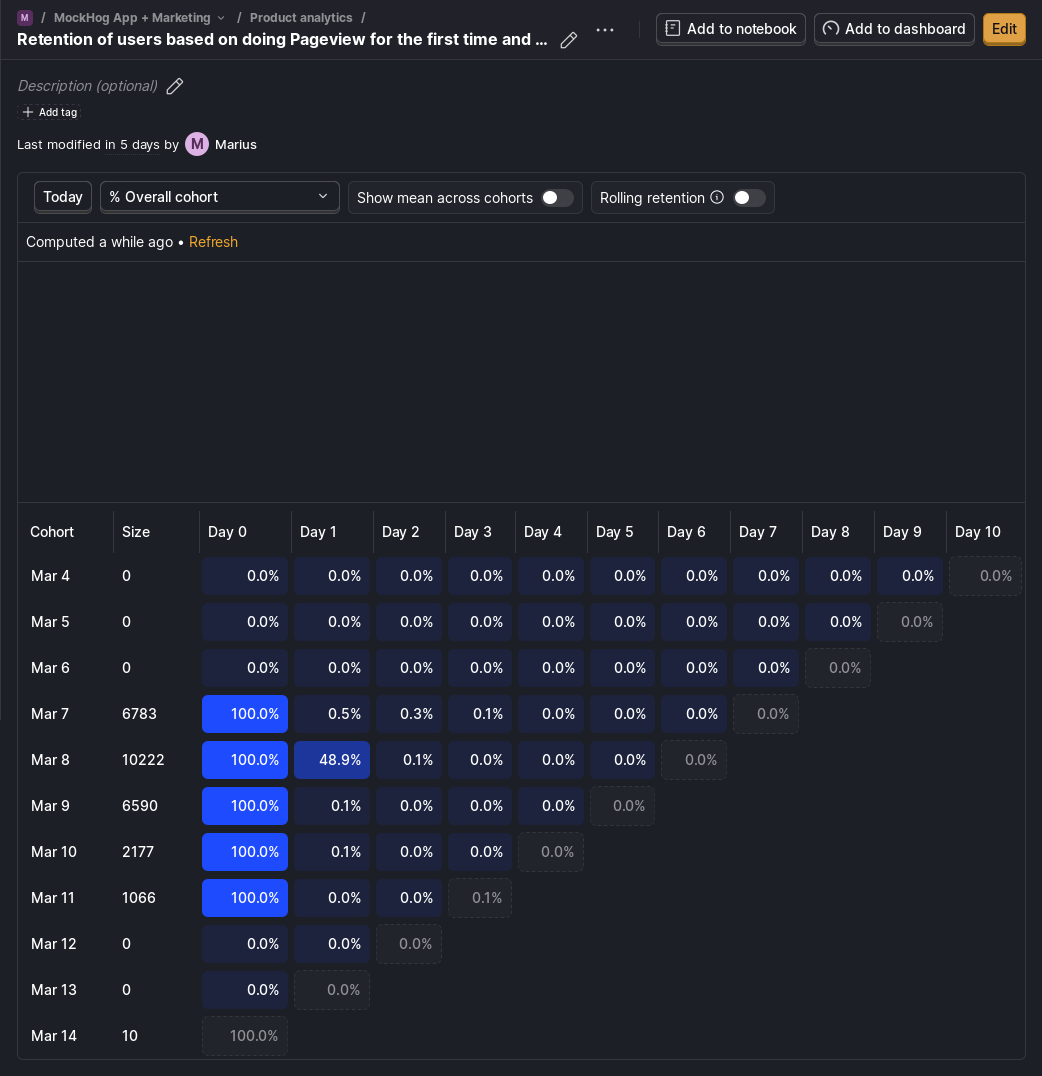 M / MockHog App + Marketing / Product analytics /
Retention of users based on doing Pageview for the first time and ...
Add to notebook
Add to dashboard
Edit
Description (optional)
Add tag
Last modified in 5 days by M Marius
Today % Overall cohort Show mean across cohorts Rolling retention
Computed a while ago • Refresh
Cohort Size Day 0 Day 1 Day 2 Day 3 Day 4 Day 5 Day 6 Day 7 Day 8 Day 9 Day 10
Mar 4 0 0.0% 0.0% 0.0% 0.0% 0.0% 0.0% 0.0% 0.0% 0.0% 0.0% 0.0%
Mar 5 0 0.0% 0.0% 0.0% 0.0% 0.0% 0.0% 0.0% 0.0% 0.0% 0.0%
Mar 6 0 0.0% 0.0% 0.0% 0.0% 0.0% 0.0% 0.0% 0.0% 0.0%
Mar 7 6783 100.0% 0.5% 0.3% 0.1% 0.0% 0.0% 0.0% 0.0%
Mar 8 10222 100.0% 48.9% 0.1% 0.0% 0.0% 0.0% 0.0%
Mar 9 6590 100.0% 0.1% 0.0% 0.0% 0.0% 0.0%
Mar 10 2177 100.0% 0.1% 0.0% 0.0% 0.0%
Mar 11 1066 100.0% 0.0% 0.0% 0.1%
Mar 12 0 0.0% 0.0% 0.0%
Mar 13 0 0.0% 0.0%
Mar 14 10 100.0%